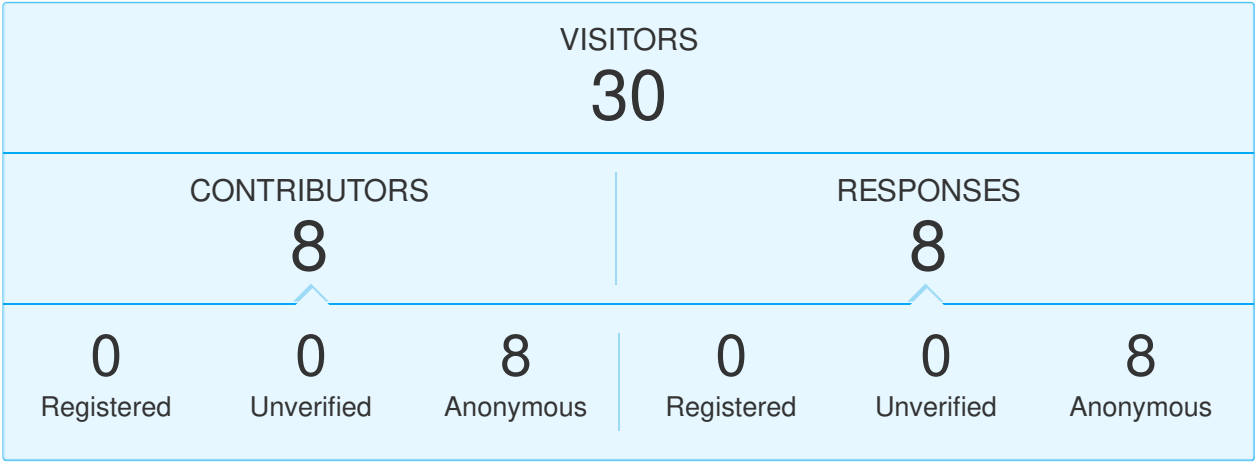 VISITORS
30
CONTRIBUTORS
RESPONSES
8
8
0 0 8 0 0 8
Registered Unverified Anonymous Registered Unverified Anonymous